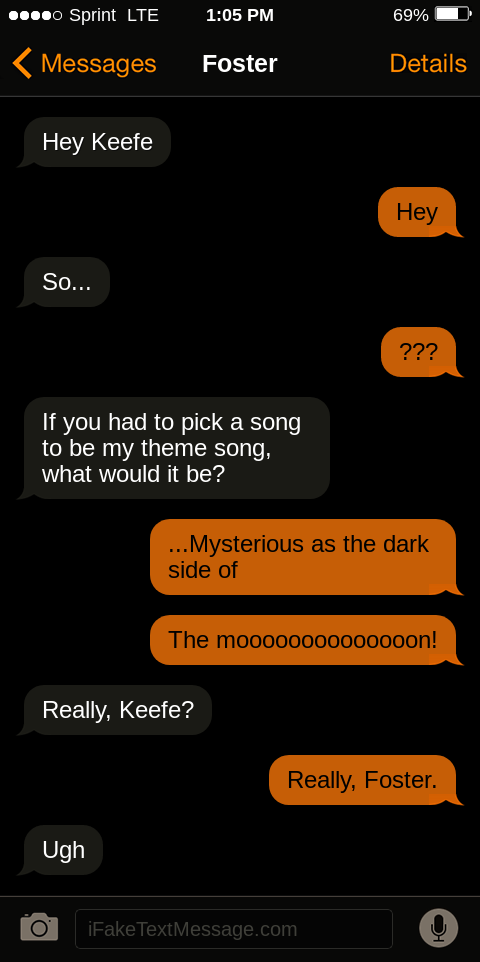 Sprint LTE 1:05 PM 69%
Messages Foster Details
Hey Keefe
Hey
So...
???
If you had to pick a song
to be my theme song,
what would it be?
...Mysterious as the dark
side of
The moooooooooooooon!
Really, Keefe?
Really, Foster.
Ugh
iFakeTextMessage.com